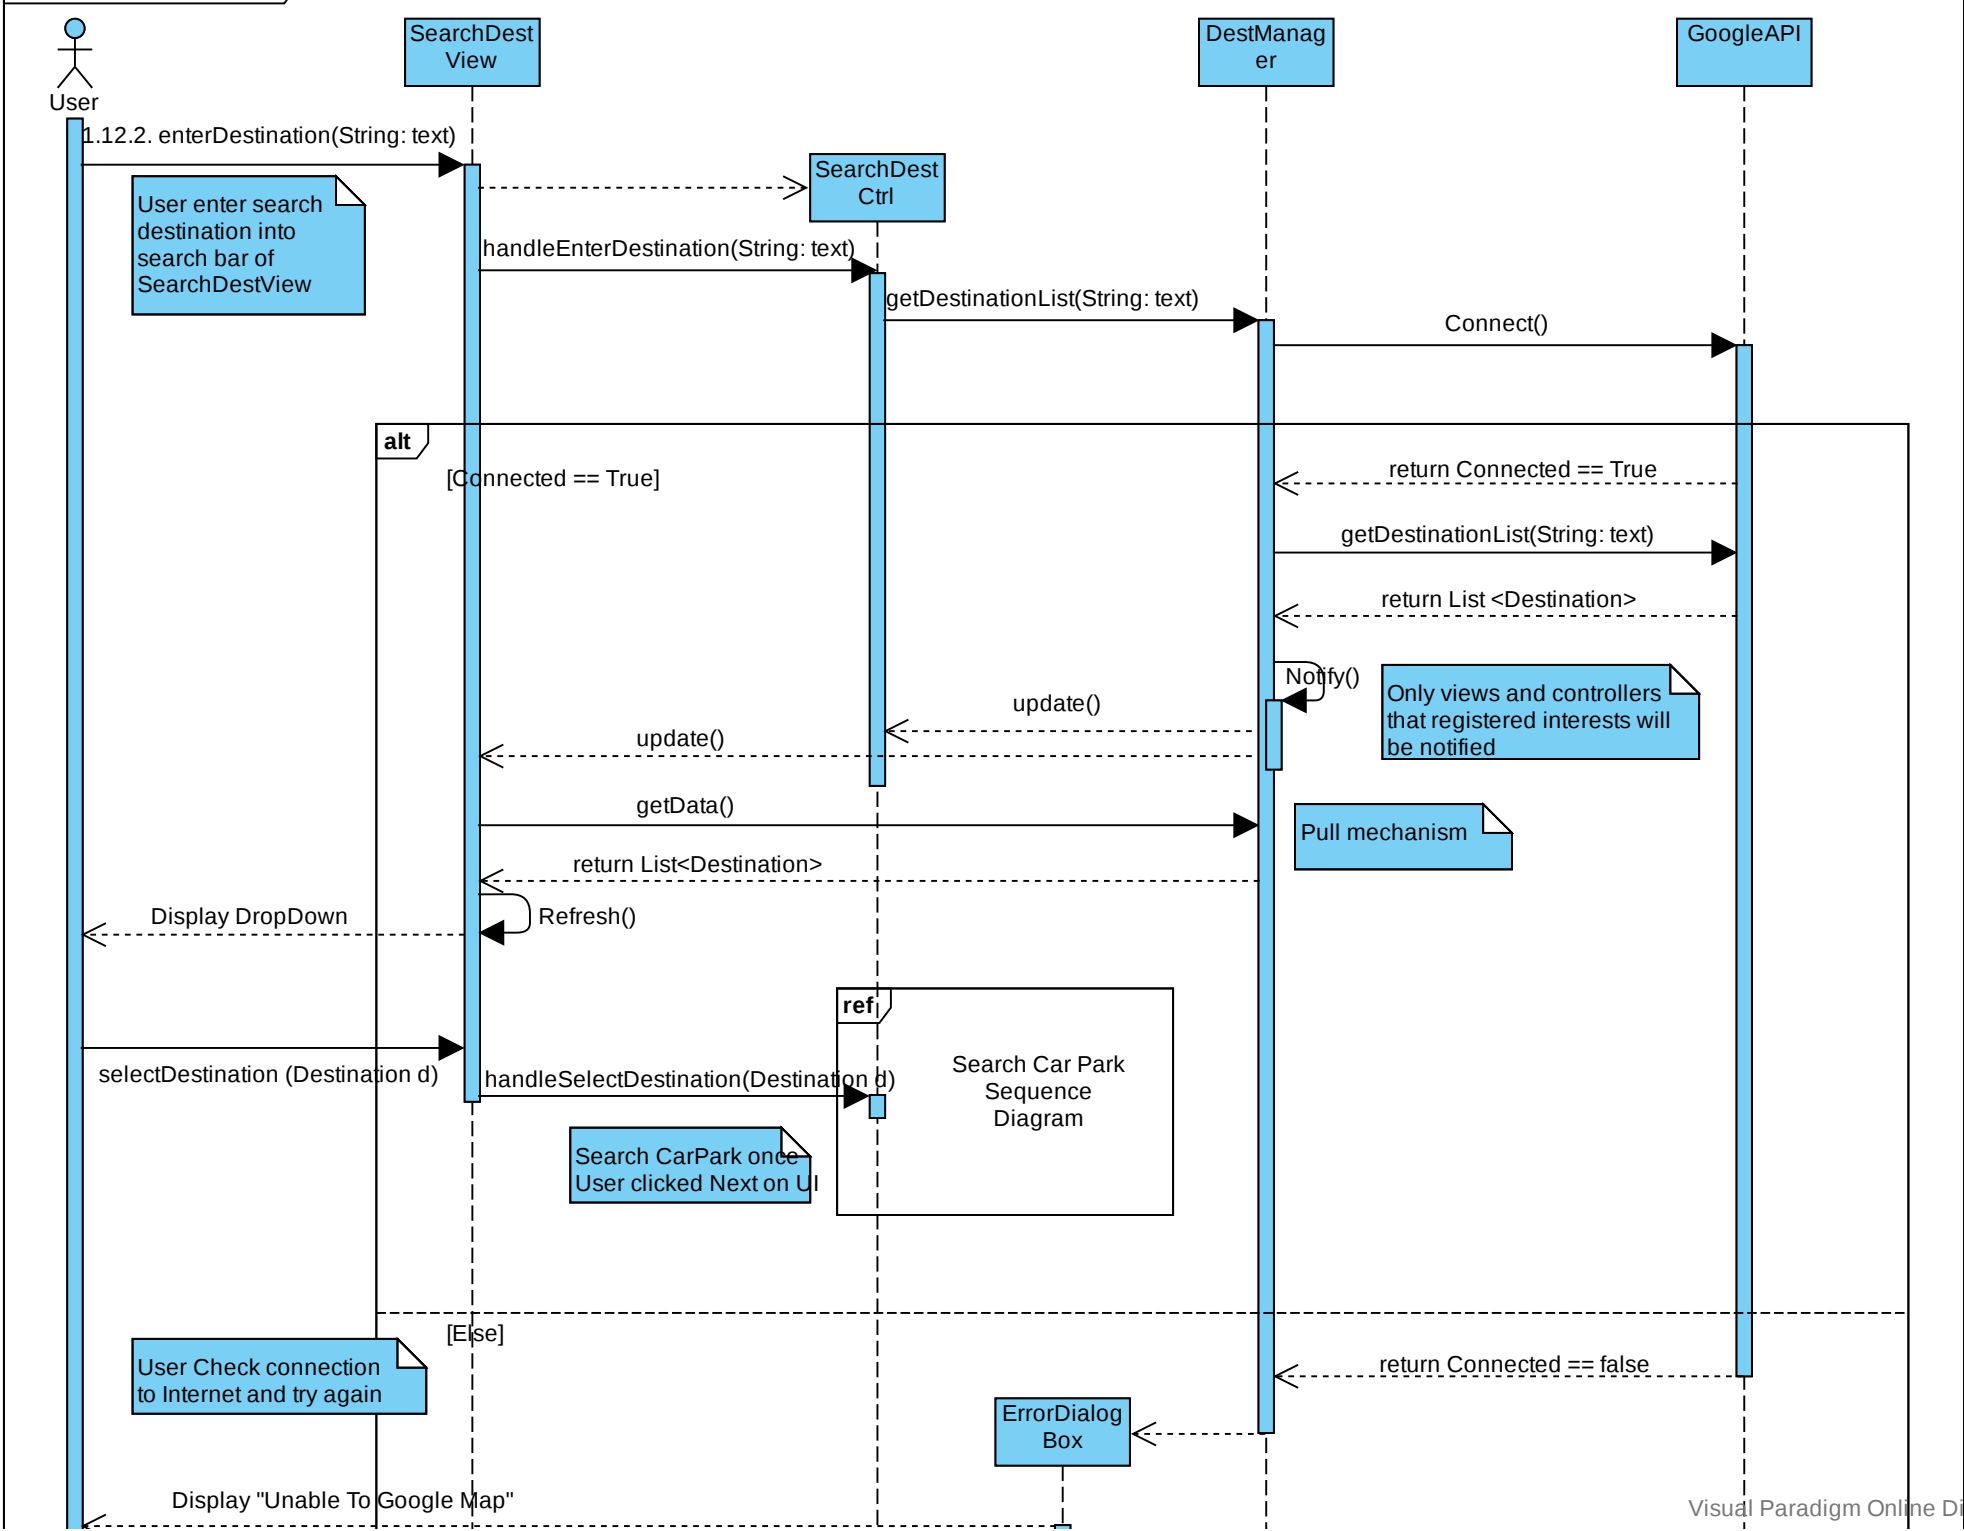 SearchDest
View
DestManag
er
GoogleAPI
User
1.12.2. enterDestination(String: text)
SearchDest
Ctrl
User enter search
destination into
search bar of
SearchDestView
handleEnterDestination(String: text)
getDestinationList(String: text)
Connect()
alt
[Connected == True]
return Connected == True
getDestinationList(String: text)
return List <Destination>
Notify()
Only views and controllers
that registered interests will
be notified
update()
update()
getData()
Pull mechanism
return List<Destination>
Display DropDown
Refresh()
ref
Search Car Park
Sequence
Diagram
selectDestination (Destination d)
handleSelectDestination(Destination d)
Search CarPark once
User clicked Next on UI
[Else]
User Check connection
to Internet and try again
return Connected == false
ErrorDialog
Box
Display "Unable To Google Map"
Visual Paradigm Online Di